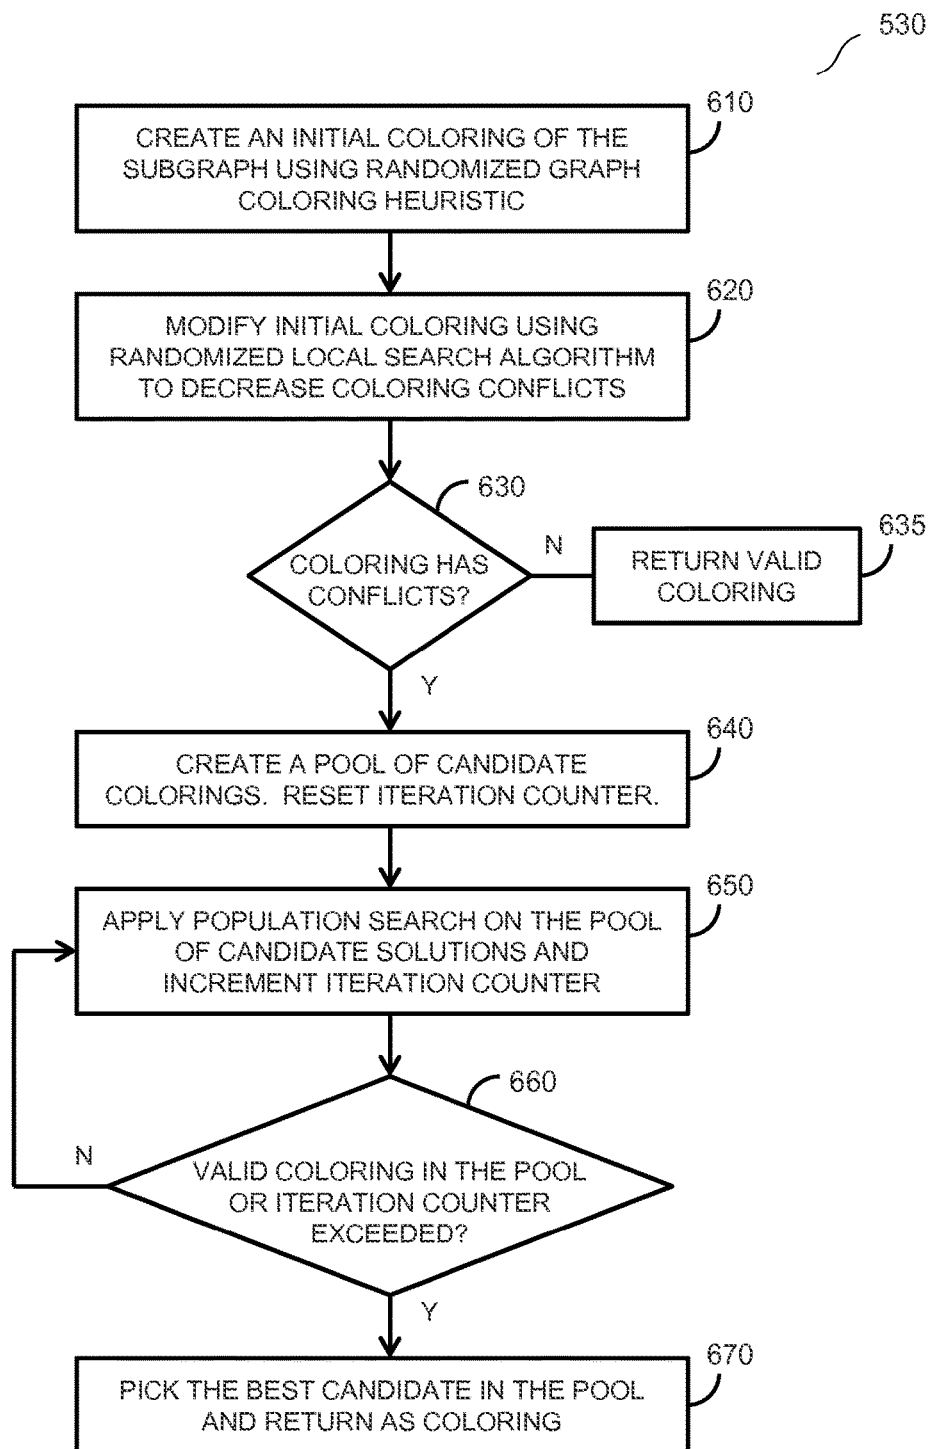 530
610
CREATE AN INITIAL COLORING OF THE
SUBGRAPH USING RANDOMIZED GRAPH
COLORING HEURISTIC
620
MODIFY INITIAL COLORING USING
RANDOMIZED LOCAL SEARCH ALGORITHM
TO DECREASE COLORING CONFLICTS
630
COLORING HAS
CONFLICTS?
N
635
RETURN VALID
COLORING
Y
640
CREATE A POOL OF CANDIDATE
COLORINGS. RESET ITERATION COUNTER.
650
APPLY POPULATION SEARCH ON THE POOL
OF CANDIDATE SOLUTIONS AND
INCREMENT ITERATION COUNTER
660
N
VALID COLORING IN THE POOL
OR ITERATION COUNTER
EXCEEDED?
Y
670
PICK THE BEST CANDIDATE IN THE POOL
AND RETURN AS COLORING